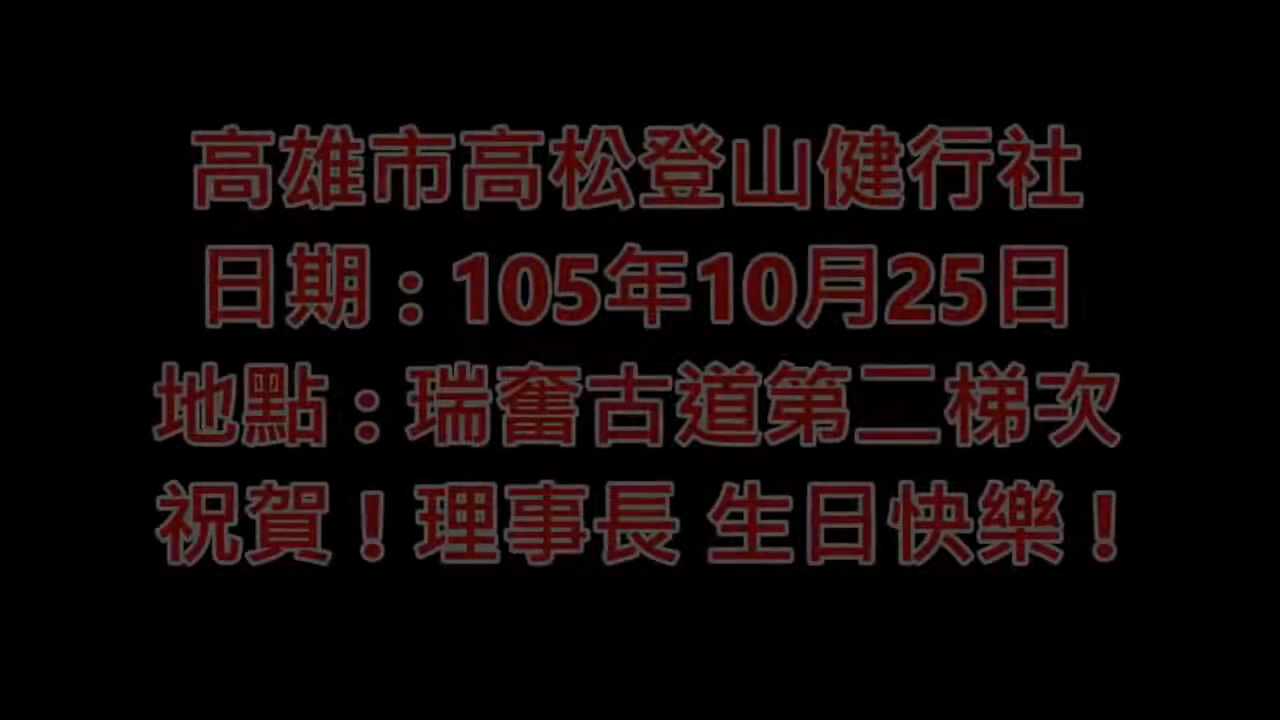 高雄市高松登山健行社
日期：105年10月25日
地點：瑞奮古道第二梯次
祝賀！理事長 生日快樂！